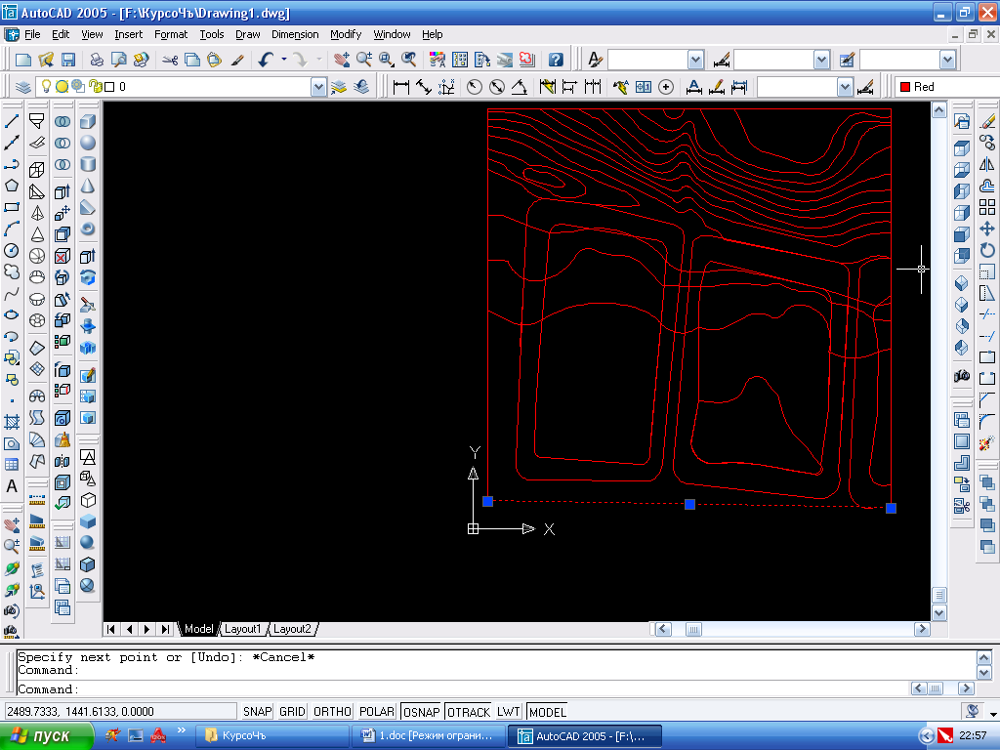 AutoCAD 2005 - [F:\КурсоЧъ\Drawing1.dwg]
File Edit View Insert Format Tools Draw Dimension Modify Window Help
0
Red
A
Y
X
Model Layout1 Layout2
Specify next point or [Undo]: *Cancel*
Command:
Command:
2489.7333, 1441.6133, 0.0000 SNAP GRID ORTHO POLAR OSNAP OTRACK LWT MODEL
пуск КурсоЧъ 1.doc [Режим ограни... AutoCAD 2005 - [F:\... 22:57